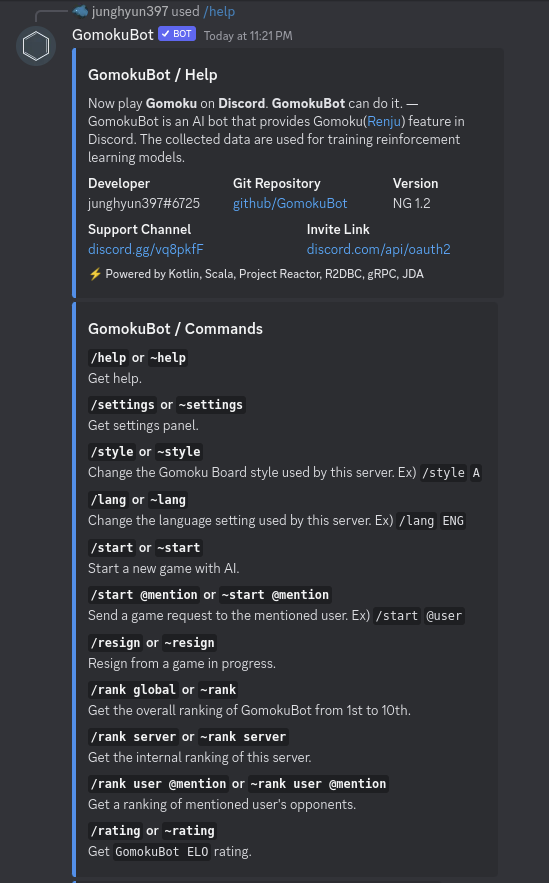 junghyun397 used /help
GomokuBot ✔ BOT Today at 11:21 PM
GomokuBot / Help
Now play Gomoku on Discord. GomokuBot can do it. —
GomokuBot is an AI bot that provides Gomoku(Renju) feature in
Discord. The collected data are used for training reinforcement
learning models.
Developer Git Repository Version
junghyun397#6725 github/GomokuBot NG 1.2
Support Channel Invite Link
discord.gg/vq8pkfF discord.com/api/oauth2
⚡ Powered by Kotlin, Scala, Project Reactor, R2DBC, gRPC, JDA
GomokuBot / Commands
/help or ~help
Get help.
/settings or ~settings
Get settings panel.
/style or ~style
Change the Gomoku Board style used by this server. Ex) /style A
/lang or ~lang
Change the language setting used by this server. Ex) /lang ENG
/start or ~start
Start a new game with AI.
/start @mention or ~start @mention
Send a game request to the mentioned user. Ex) /start @user
/resign or ~resign
Resign from a game in progress.
/rank global or ~rank
Get the overall ranking of GomokuBot from 1st to 10th.
/rank server or ~rank server
Get the internal ranking of this server.
/rank user @mention or ~rank user @mention
Get a ranking of mentioned user's opponents.
/rating or ~rating
Get GomokuBot ELO rating.